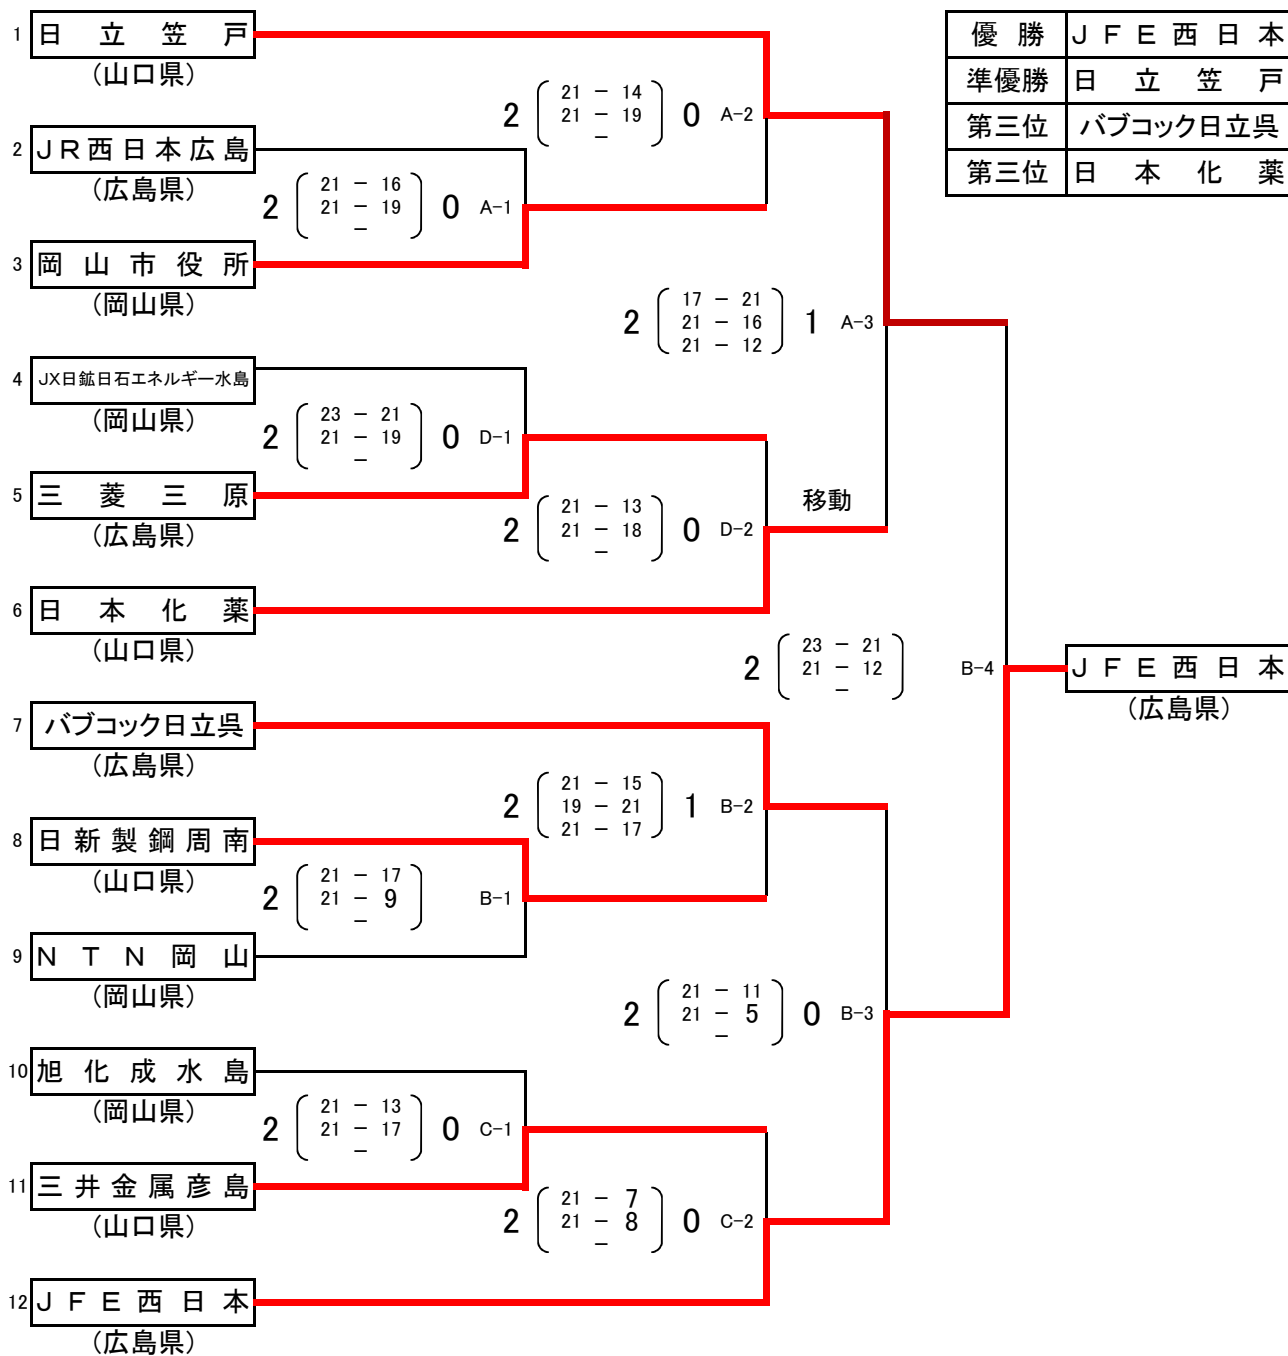 1 日立笠戸
(山口県)
2 JR西日本広島
(広島県)
3 岡山市役所
(岡山県)
4 JX日鉱日石エネルギー水島
(岡山県)
5 三菱三原
(広島県)
6 日本化薬
(山口県)
7 バブコック日立呉
(広島県)
8 日新製鋼周南
(山口県)
9 NTN岡山
(岡山県)
10 旭化成水島
(岡山県)
11 三井金属彦島
(山口県)
12 JFE西日本
(広島県)
21 - 16
2 21 - 19 0 A-1
-
23 - 21
2 21 - 19 0 D-1
-
21 - 17
2 21 - 9 B-1
-
21 - 13
2 21 - 17 0 C-1
-
21 - 14
2 21 - 19 0 A-2
-
21 - 13
2 21 - 18 0 D-2
-
移動
21 - 15
2 19 - 21 1 B-2
21 - 17
21 - 7
2 21 - 8 0 C-2
-
17 - 21
2 21 - 16 1 A-3
21 - 12
21 - 11
2 21 - 5 0 B-3
-
23 - 21
2 21 - 12 B-4
-
JFE西日本
(広島県)
優勝 JFE西日本
準優勝 日立笠戸
第三位 バブコック日立呉
第三位 日本化薬